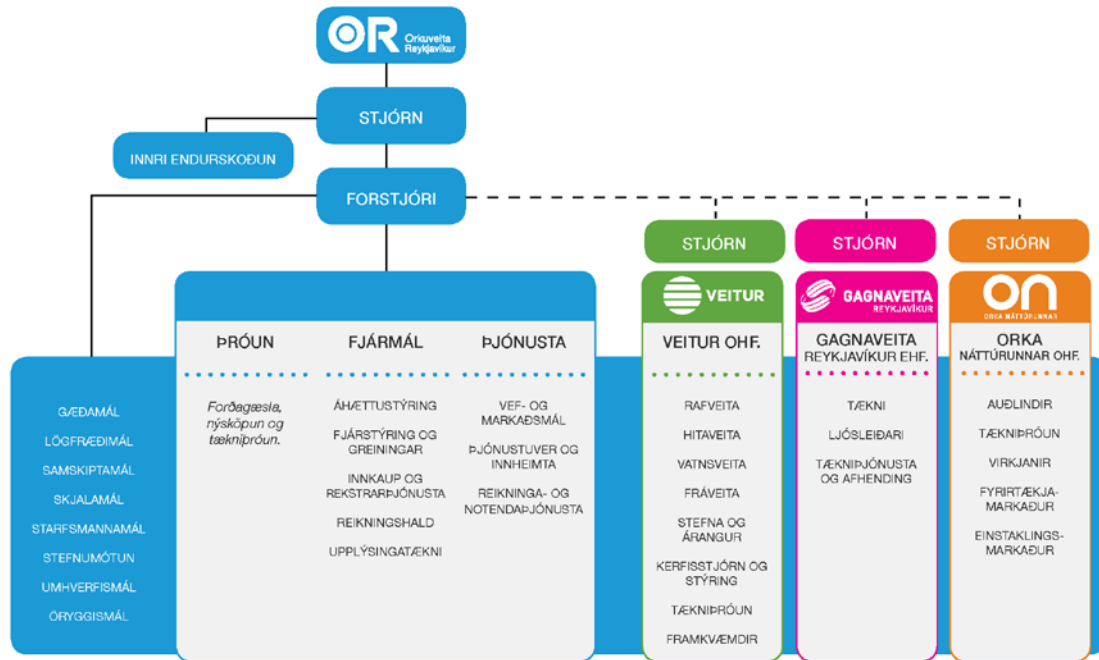 OR Orkuveita
Reykjavíkur
STJÓRN
INNRI ENDURSKOÐUN
FORSTJÓRI
STJÓRN
STJÓRN
STJÓRN
VEITUR
GAGNAVEITA
REYKJAVÍKUR
on
ORKA NÁTTÚRUNNAR
GÆÐAMÁL
LÖGFRÆÐIMÁL
SAMSKIPTAMÁL
SKJALAMÁL
STARFSMANNAMÁL
STEFNUMÓTUN
UMHVERFISMÁL
ÖRYGGISMÁL
ÞRÓUN
Forðagæsla,
nýsköpun og
tækniþróun.
FJÁRMÁL
ÁHÆTTUSTÝRING
FJÁRSTÝRING OG
GREININGAR
INNKAUP OG
REKSTRARÞJÓNUSTA
REIKNINGSHALD
UPPLÝSINGATÆKNI
ÞJÓNUSTA
VEF- OG
MARKAÐSMÁL
ÞJÓNUSTUVER OG
INNHEIMTA
REIKNINGA- OG
NOTENDAÞJÓNUSTA
VEITUR OHF.
RAFVEITA
HITAVEITA
VATNSVEITA
FRÁVEITA
STEFNA OG
ÁRANGUR
KERFISSTJÓRN OG
STÝRING
TÆKNIÞRÓUN
FRAMKVÆMDIR
GAGNAVEITA
REYKJAVÍKUR EHF.
TÆKNI
LJÓSLEIÐARI
TÆKNIÞJÓNUSTA
OG AFHENDING
ORKA
NÁTTÚRUNNAR OHF.
AUÐLINDIR
TÆKNIÞRÓUN
VIRKJANIR
FYRIRTÆKJA-
MARKAÐUR
EINSTAKLINGS-
MARKAÐUR